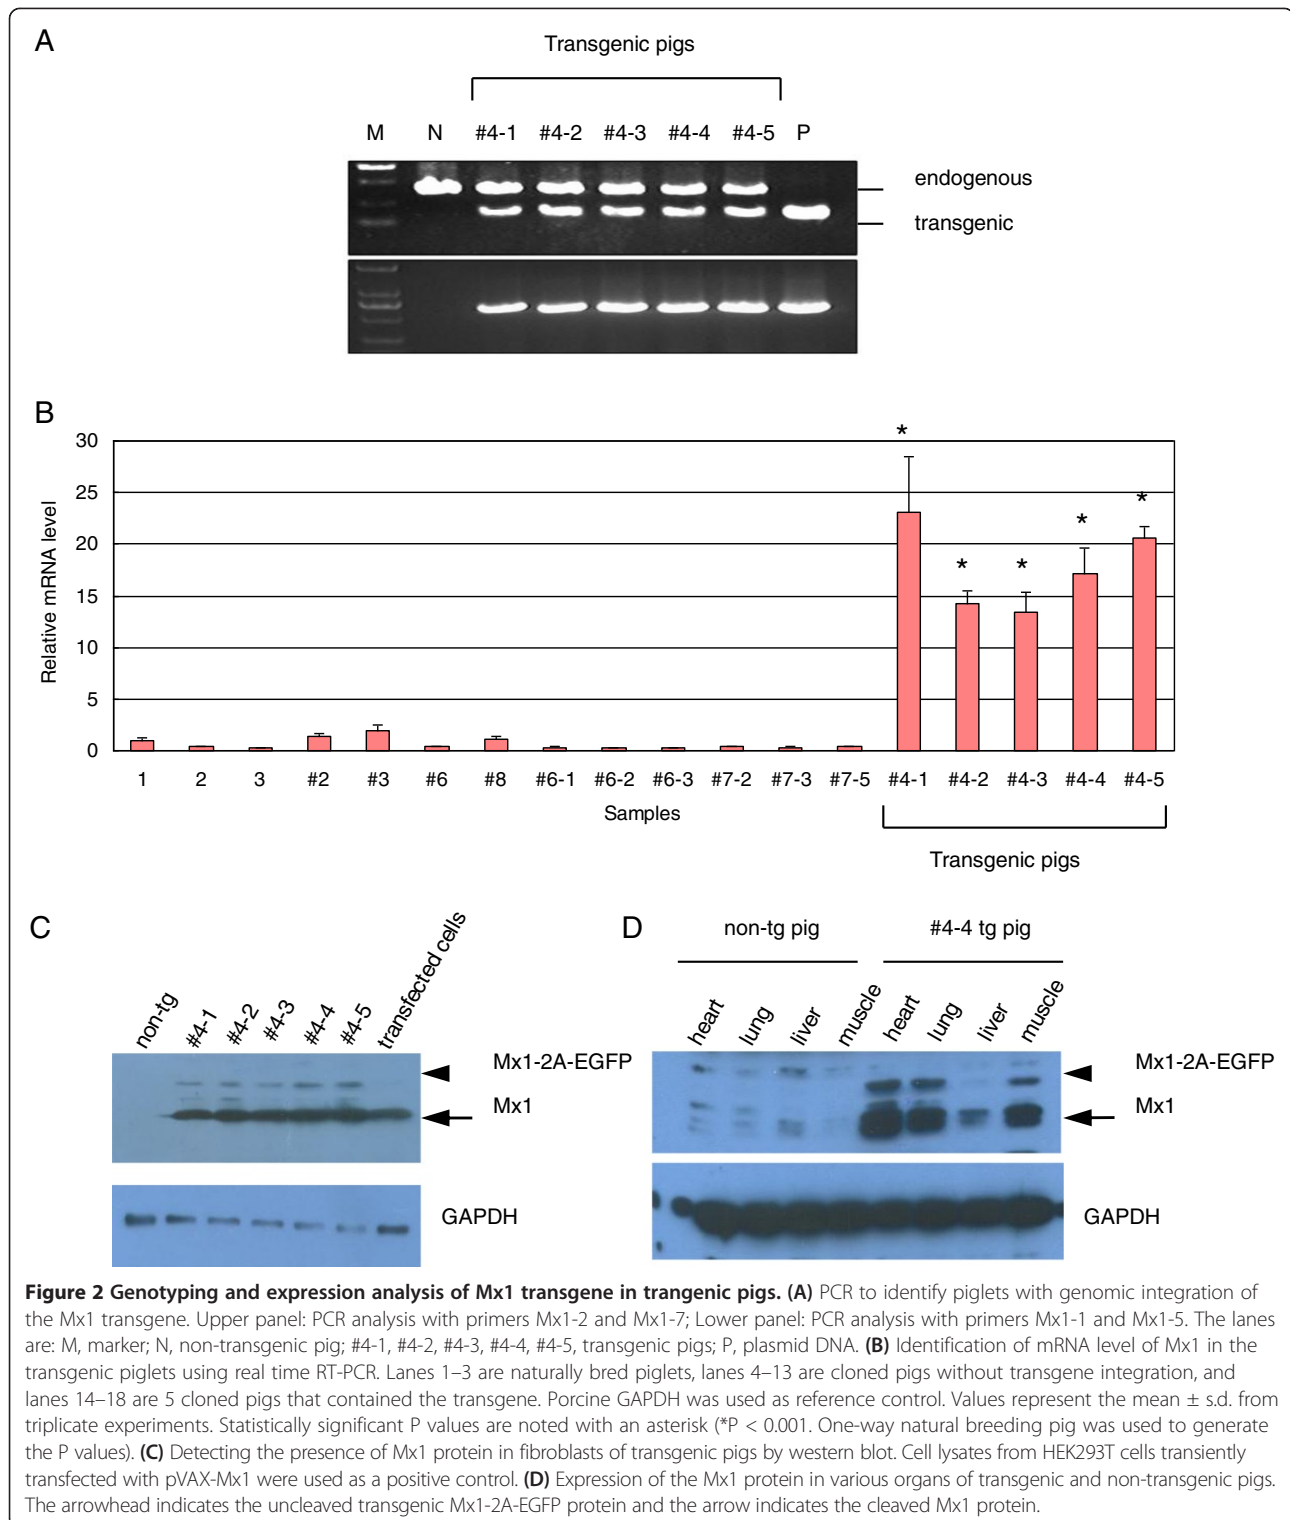 A
Transgenic pigs
M N #4-1 #4-2 #4-3 #4-4 #4-5 P
endogenous
transgenic
B
Relative mRNA level
30
25
20
15
10
5
0
* * * * *
1 2 3 #2 #3 #6 #8 #6-1 #6-2 #6-3 #7-2 #7-3 #7-5 #4-1 #4-2 #4-3 #4-4 #4-5
Samples
Transgenic pigs
C
non-tg #4-1 #4-2 #4-3 #4-4 #4-5 transfected cells
Mx1-2A-EGFP
Mx1
GAPDH
D
non-tg pig #4-4 tg pig
heart lung liver muscle heart lung liver muscle
Mx1-2A-EGFP
Mx1
GAPDH
Figure 2 Genotyping and expression analysis of Mx1 transgene in trangenic pigs. (A) PCR to identify piglets with genomic integration of
the Mx1 transgene. Upper panel: PCR analysis with primers Mx1-2 and Mx1-7; Lower panel: PCR analysis with primers Mx1-1 and Mx1-5. The lanes
are: M, marker; N, non-transgenic pig; #4-1, #4-2, #4-3, #4-4, #4-5, transgenic pigs; P, plasmid DNA. (B) Identification of mRNA level of Mx1 in the
transgenic piglets using real time RT-PCR. Lanes 1–3 are naturally bred piglets, lanes 4–13 are cloned pigs without transgene integration, and
lanes 14–18 are 5 cloned pigs that contained the transgene. Porcine GAPDH was used as reference control. Values represent the mean ± s.d. from
triplicate experiments. Statistically significant P values are noted with an asterisk (*P < 0.001. One-way natural breeding pig was used to generate
the P values). (C) Detecting the presence of Mx1 protein in fibroblasts of transgenic pigs by western blot. Cell lysates from HEK293T cells transiently
transfected with pVAX-Mx1 were used as a positive control. (D) Expression of the Mx1 protein in various organs of transgenic and non-transgenic pigs.
The arrowhead indicates the uncleaved transgenic Mx1-2A-EGFP protein and the arrow indicates the cleaved Mx1 protein.